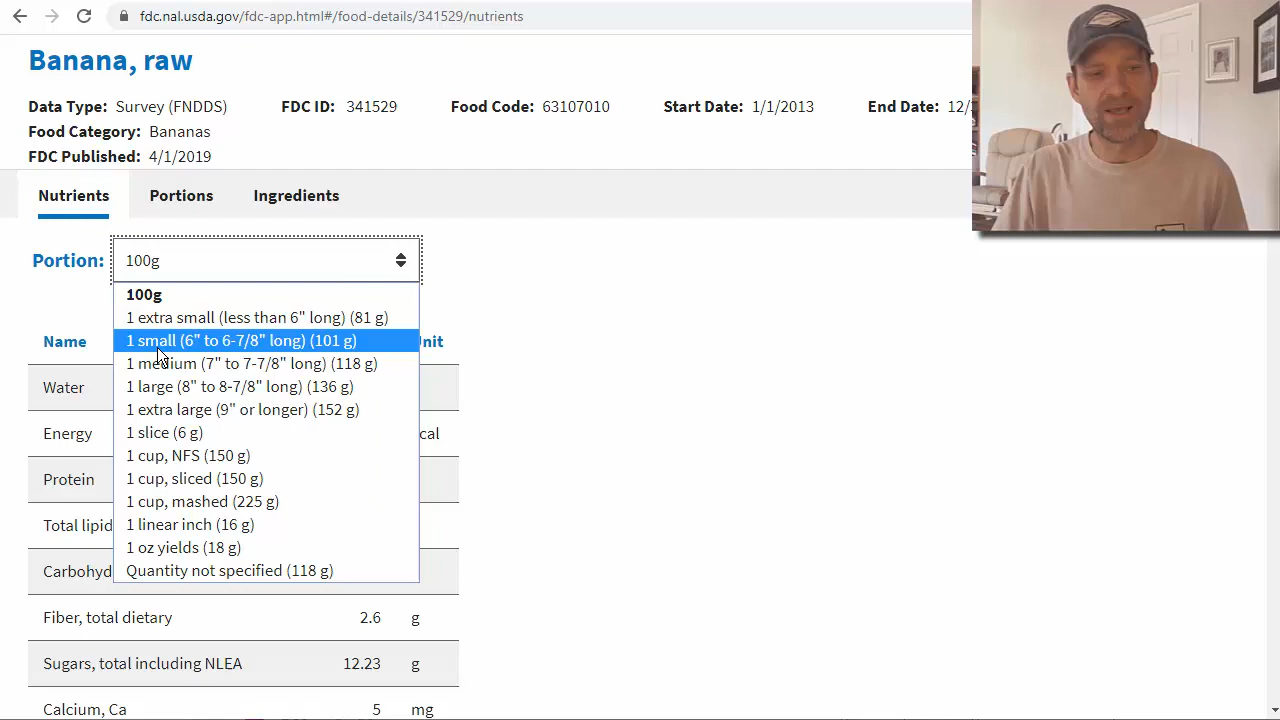 fdc.nal.usda.gov/fdc-app.html#/food-details/341529/nutrients
Banana, raw
Data Type: Survey (FNDDS) FDC ID: 341529 Food Code: 63107010 Start Date: 1/1/2013 End Date: 12/
Food Category: Bananas
FDC Published: 4/1/2019
Nutrients Portions Ingredients
Portion: 100g
100g
1 extra small (less than 6" long) (81 g)
1 small (6" to 6-7/8" long) (101 g)
1 medium (7" to 7-7/8" long) (118 g)
1 large (8" to 8-7/8" long) (136 g)
1 extra large (9" or longer) (152 g)
1 slice (6 g)
1 cup, NFS (150 g)
1 cup, sliced (150 g)
1 cup, mashed (225 g)
1 linear inch (16 g)
1 oz yields (18 g)
Quantity not specified (118 g)
Name Unit
Water
Energy cal
Protein
Total lipid
Carbohyd
Fiber, total dietary 2.6 g
Sugars, total including NLEA 12.23 g
Calcium, Ca 5 mg